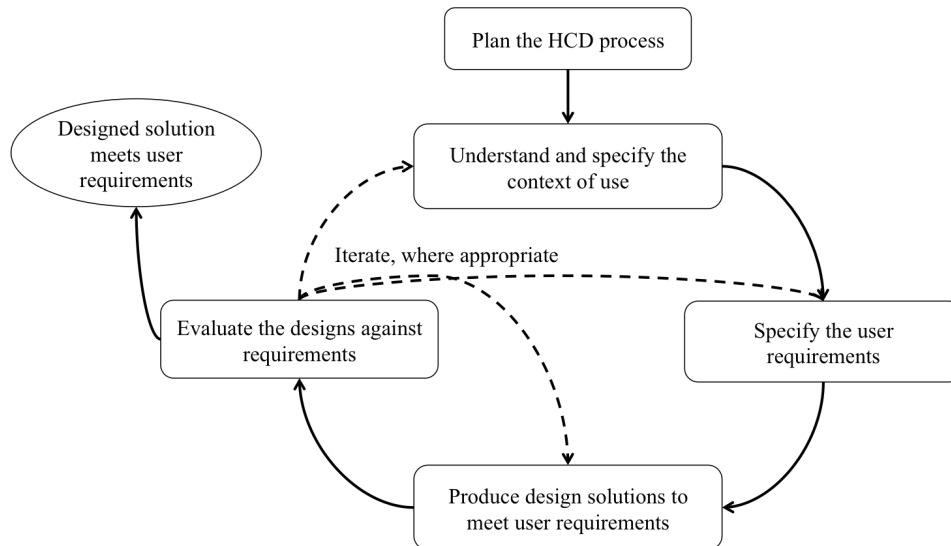 Plan the HCD process
Designed solution
meets user
requirements
Understand and specify the
context of use
Iterate, where appropriate
Evaluate the designs against
requirements
Specify the user
requirements
Produce design solutions to
meet user requirements